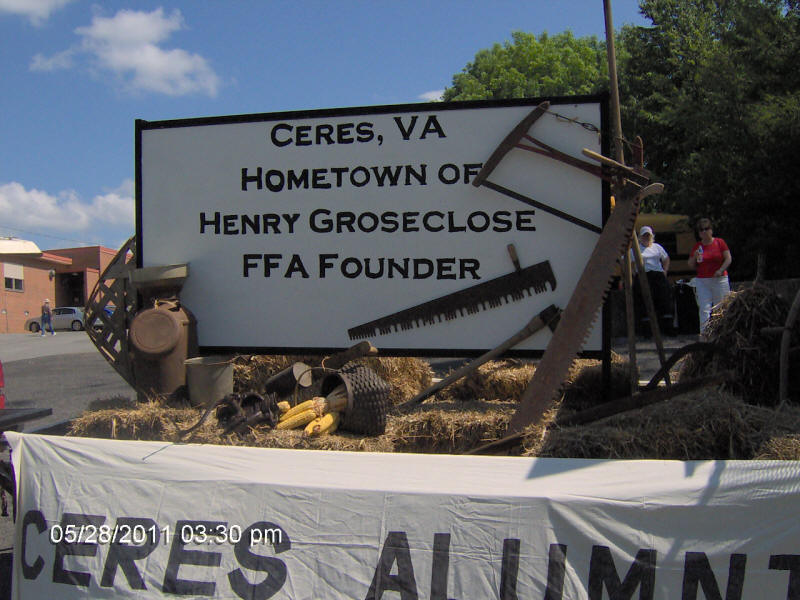 CERES, VA
HOMETOWN OF
HENRY GROSECLOSE
FFA FOUNDER
05/28/2011 03:30 pm
CERES ALUMNI